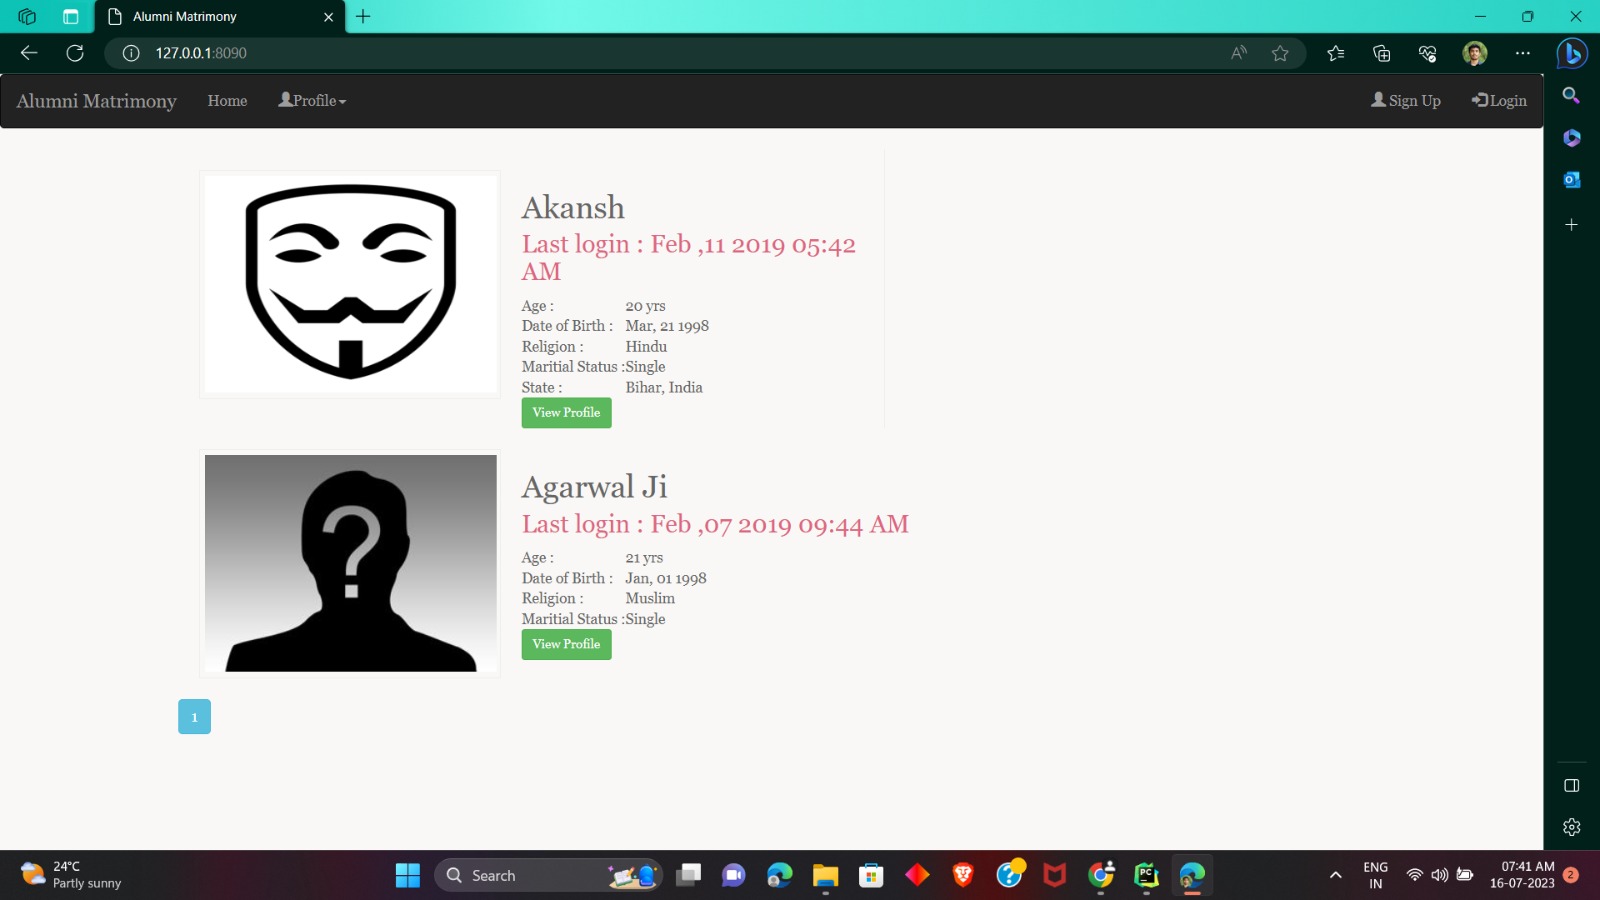 Alumni Matrimony
127.0.0.1:8090
Alumni Matrimony Home Profile Sign Up Login
Akansh
Last login : Feb ,11 2019 05:42
AM
Age : 20 yrs
Date of Birth : Mar, 21 1998
Religion : Hindu
Maritial Status :Single
State : Bihar, India
View Profile
?
Agarwal Ji
Last login : Feb ,07 2019 09:44 AM
Age : 21 yrs
Date of Birth : Jan, 01 1998
Religion : Muslim
Maritial Status :Single
View Profile
1
24°C
Partly sunny
Search
PC
ENG
IN
07:41 AM
16-07-2023
2